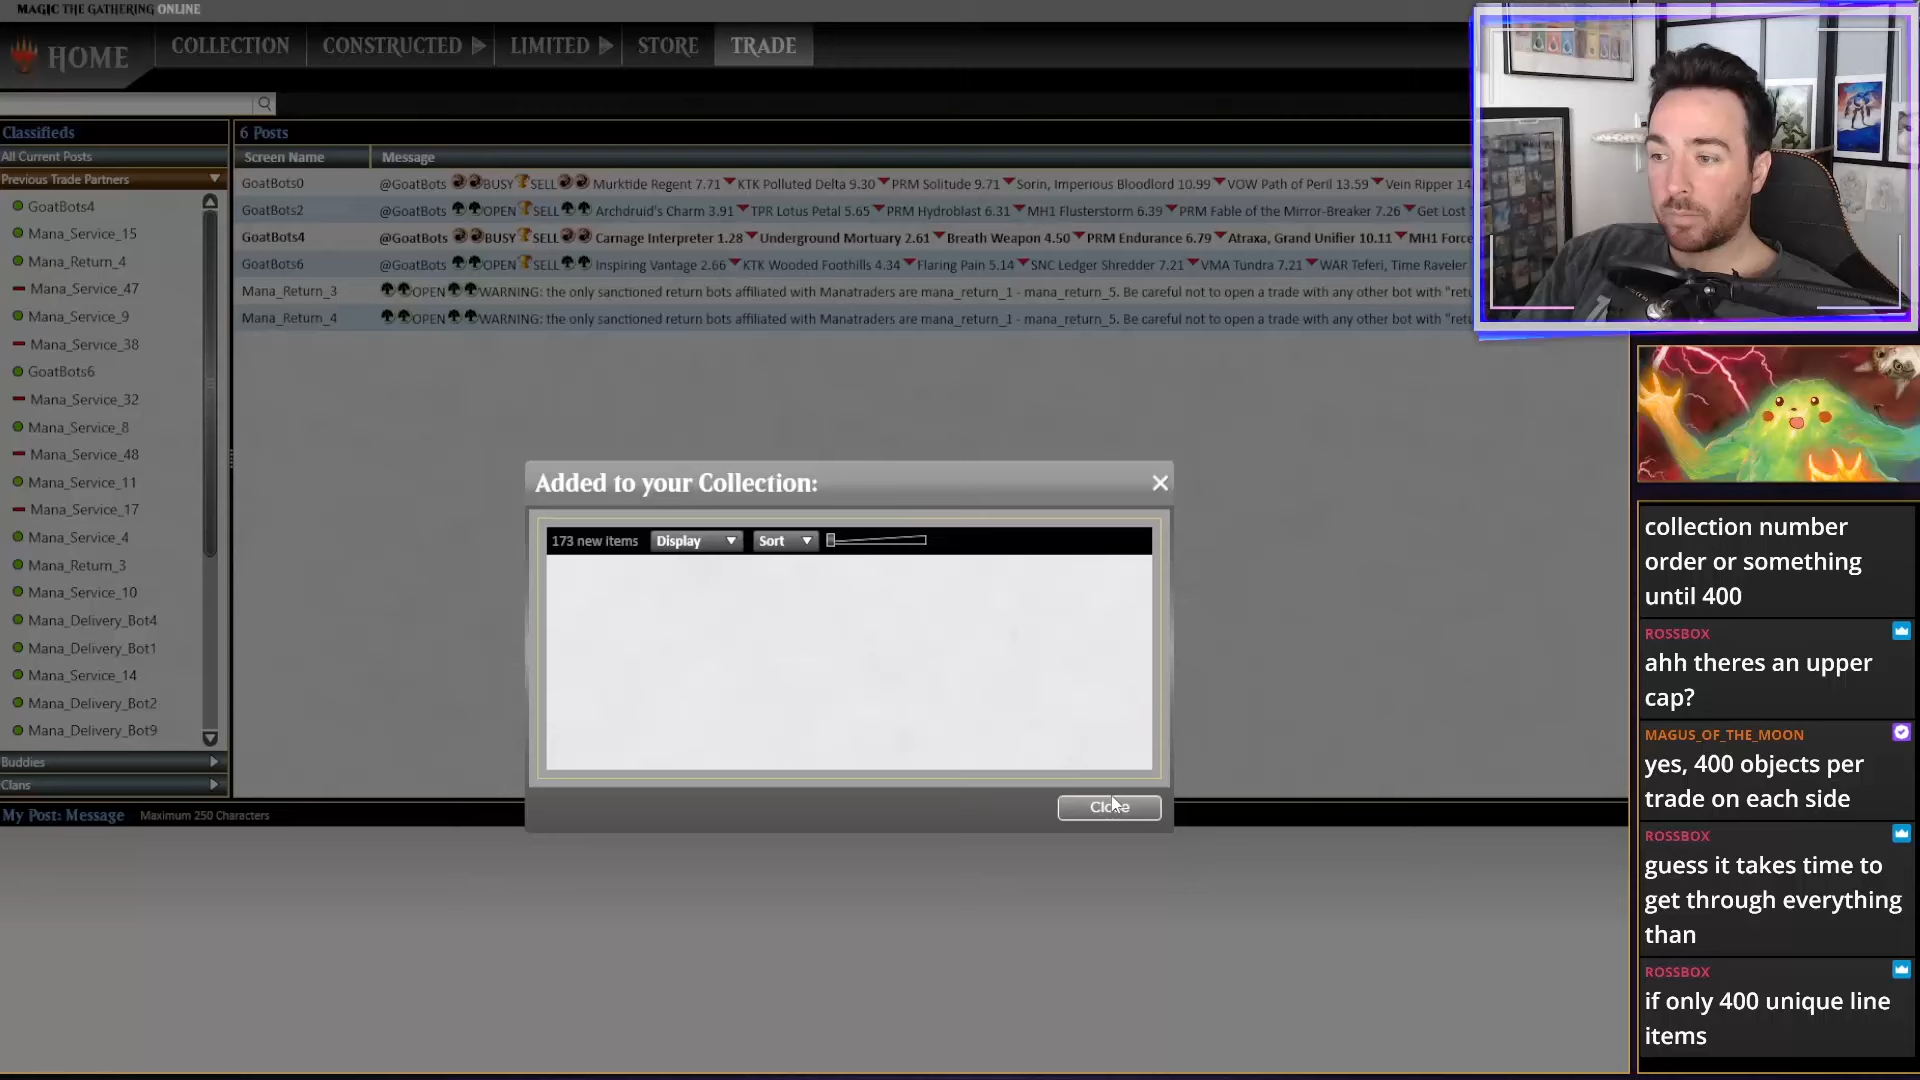 MAGIC THE GATHERING ONLINE
HOME
COLLECTION
CONSTRUCTED
LIMITED
STORE
TRADE
Classifieds
All Current Posts
Previous Trade Partners
GoatBots4
Mana_Service_15
Mana_Return_4
Mana_Service_47
Mana_Service_9
Mana_Service_38
GoatBots6
Mana_Service_32
Mana_Service_8
Mana_Service_48
Mana_Service_11
Mana_Service_17
Mana_Service_4
Mana_Return_3
Mana_Service_10
Mana_Delivery_Bot4
Mana_Delivery_Bot1
Mana_Service_14
Mana_Delivery_Bot2
Mana_Delivery_Bot9
Buddies
Clans
6 Posts
Screen Name Message
GoatBots0 @GoatBots BUSY SELL Murktide Regent 7.71 KTK Polluted Delta 9.30 PRM Solitude 9.71 Sorin, Imperious Bloodlord 10.99 VOW Path of Peril 13.59 Vein Ripper 14
GoatBots2 @GoatBots OPEN SELL Archdruid's Charm 3.91 TPR Lotus Petal 5.65 PRM Hydroblast 6.31 MH1 Flusterstorm 6.39 PRM Fable of the Mirror-Breaker 7.26 Get Lost
GoatBots4 @GoatBots BUSY SELL Carnage Interpreter 1.28 Underground Mortuary 2.61 Breath Weapon 4.50 PRM Endurance 6.79 Atraxa, Grand Unifier 10.11 MH1 Force
GoatBots6 @GoatBots OPEN SELL Inspiring Vantage 2.66 KTK Wooded Foothills 4.34 Flaring Pain 5.14 SNC Ledger Shredder 7.21 VMA Tundra 7.21 WAR Teferi, Time Raveler
Mana_Return_3 OPEN WARNING: the only sanctioned return bots affiliated with Manatraders are mana_return_1 - mana_return_5. Be careful not to open a trade with any other bot with "retu
Mana_Return_4 OPEN WARNING: the only sanctioned return bots affiliated with Manatraders are mana_return_1 - mana_return_5. Be careful not to open a trade with any other bot with "retu
Added to your Collection:
173 new items Display Sort
Close
My Post: Message Maximum 250 Characters
collection number
order or something
until 400
ROSSBOX
ahh theres an upper
cap?
MAGUS_OF_THE_MOON
yes, 400 objects per
trade on each side
ROSSBOX
guess it takes time to
get through everything
than
ROSSBOX
if only 400 unique line
items